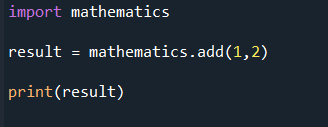 import mathematics
result = mathematics.add(1,2)
print(result)